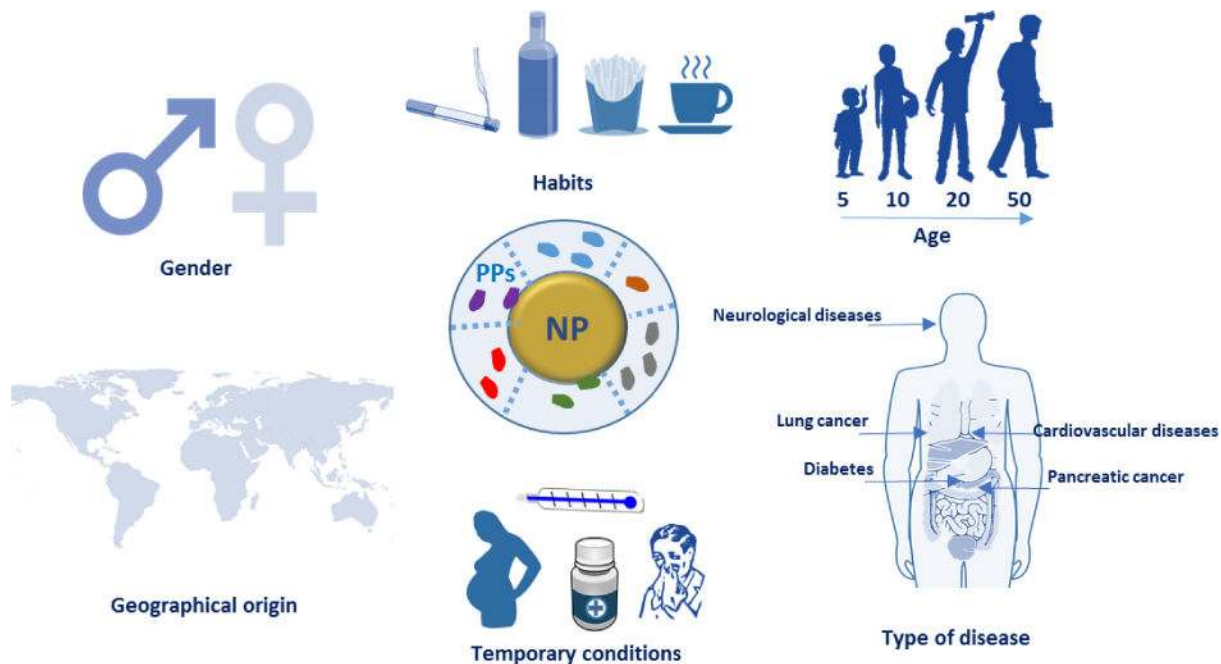 Habits
5 10 20 50
Age
Gender
PPs
NP
Neurological diseases
Lung cancer
Cardiovascular diseases
Diabetes
Pancreatic cancer
Geographical origin
Temporary conditions
Type of disease